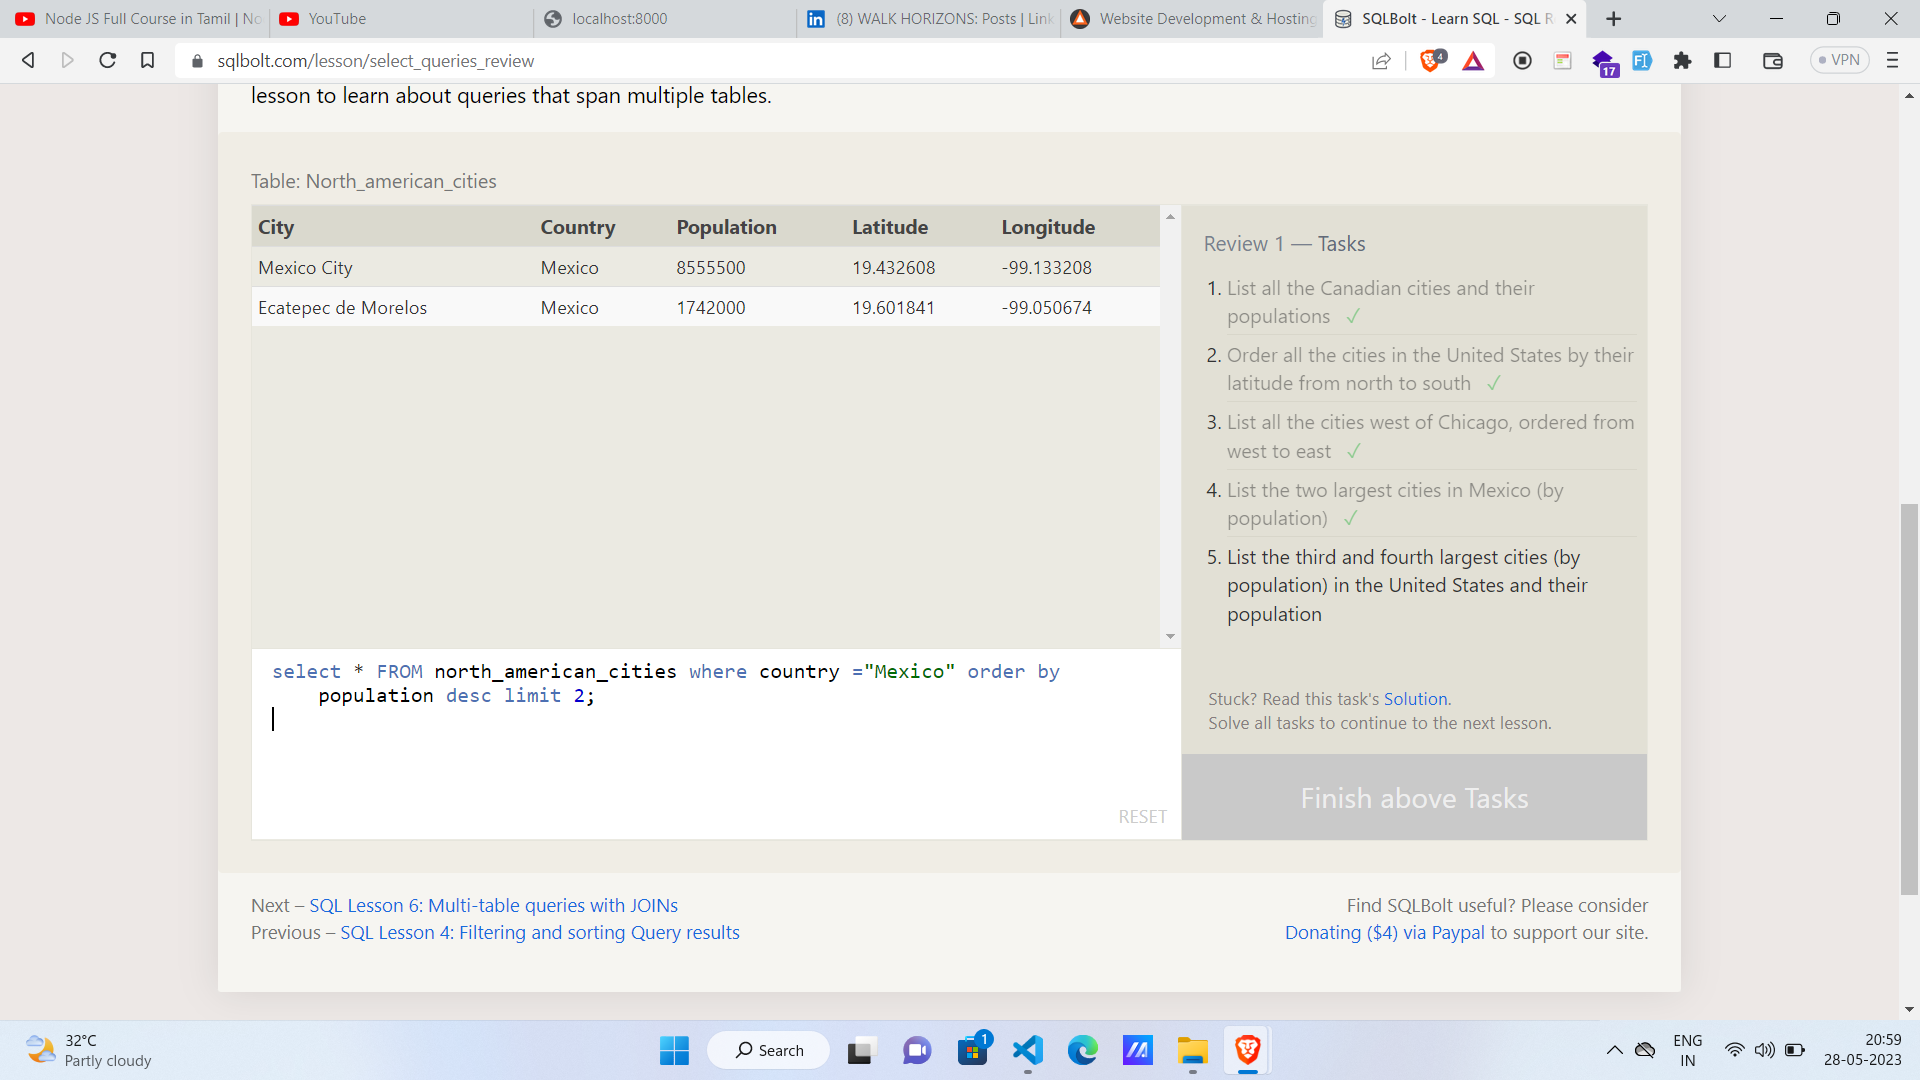 Node JS Full Course in Tamil | No
YouTube
localhost:8000
(8) WALK HORIZONS: Posts | Link
Website Development & Hosting
SQLBolt - Learn SQL - SQL R
sqlbolt.com/lesson/select_queries_review
4
17
VPN
lesson to learn about queries that span multiple tables.
Table: North_american_cities
City Country Population Latitude Longitude
Mexico City Mexico 8555500 19.432608 -99.133208
Ecatepec de Morelos Mexico 1742000 19.601841 -99.050674
Review 1 — Tasks
1. List all the Canadian cities and their
populations ✓
2. Order all the cities in the United States by their
latitude from north to south ✓
3. List all the cities west of Chicago, ordered from
west to east ✓
4. List the two largest cities in Mexico (by
population) ✓
5. List the third and fourth largest cities (by
population) in the United States and their
population
Stuck? Read this task's Solution.
Solve all tasks to continue to the next lesson.
Finish above Tasks
select * FROM north_american_cities where country ="Mexico" order by
population desc limit 2;
RESET
Next – SQL Lesson 6: Multi-table queries with JOINs
Previous – SQL Lesson 4: Filtering and sorting Query results
Find SQLBolt useful? Please consider
Donating ($4) via Paypal to support our site.
32°C
Partly cloudy
Search
1
ENG
IN
20:59
28-05-2023